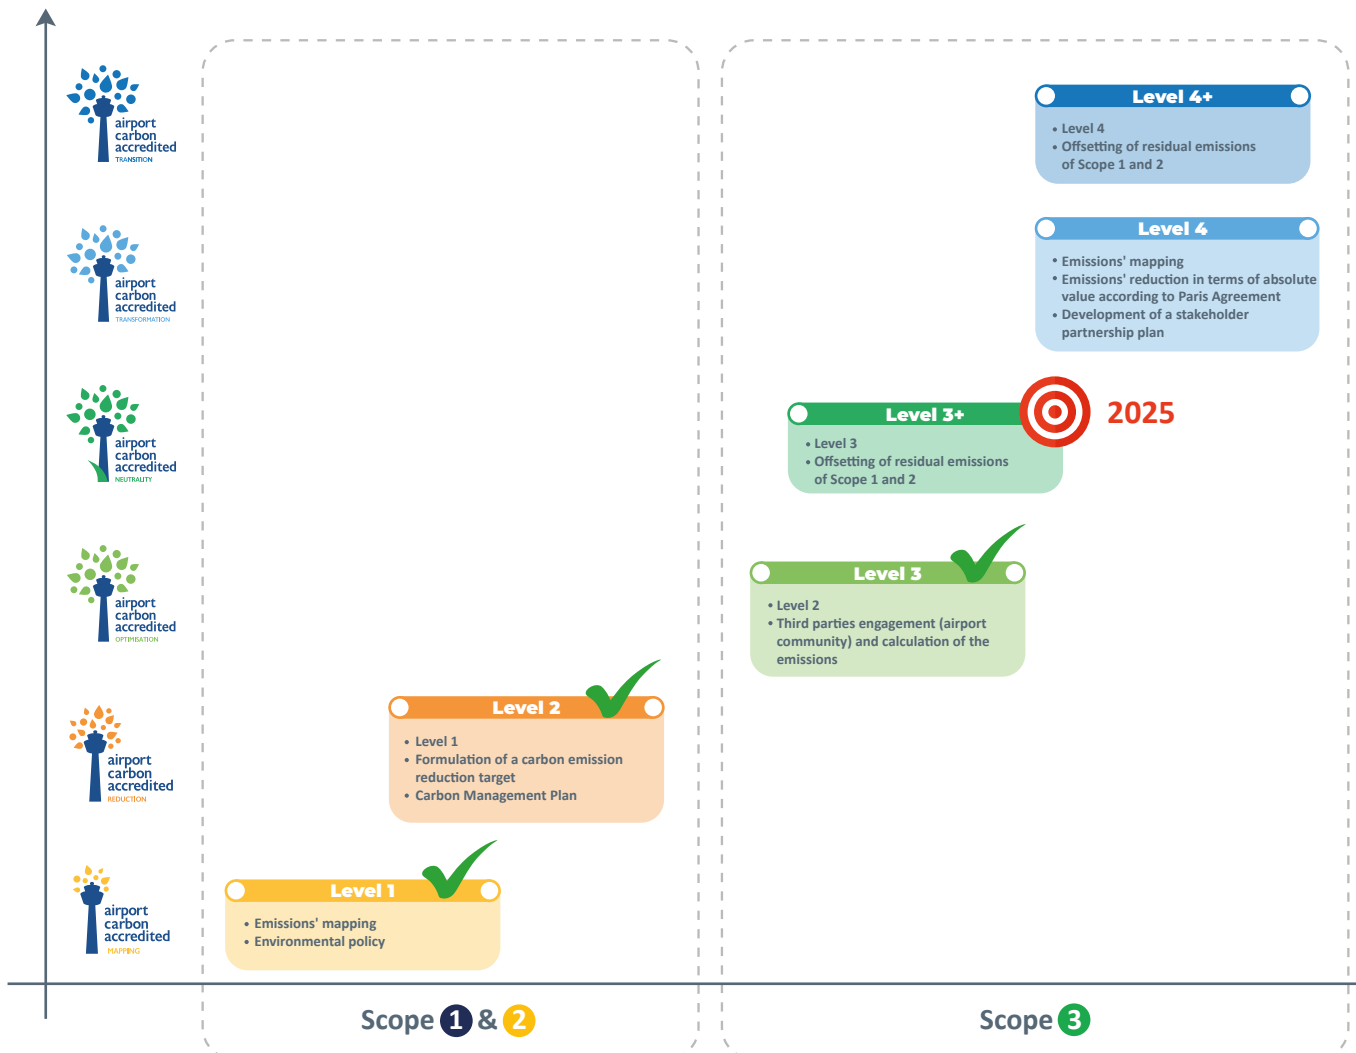 airport
carbon
accredited
TRANSITION
Level 4+
• Level 4
• Offsetting of residual emissions
of Scope 1 and 2
airport
carbon
accredited
TRANSFORMATION
Level 4
• Emissions' mapping
• Emissions' reduction in terms of absolute
value according to Paris Agreement
• Development of a stakeholder
partnership plan
airport
carbon
accredited
NEUTRALITY
Level 3+
2025
• Level 3
• Offsetting of residual emissions
of Scope 1 and 2
airport
carbon
accredited
OPTIMISATION
Level 3
• Level 2
• Third parties engagement (airport
community) and calculation of the
emissions
airport
carbon
accredited
REDUCTION
Level 2
• Level 1
• Formulation of a carbon emission
reduction target
• Carbon Management Plan
airport
carbon
accredited
MAPPING
Level 1
• Emissions' mapping
• Environmental policy
Scope 1 & 2
Scope 3